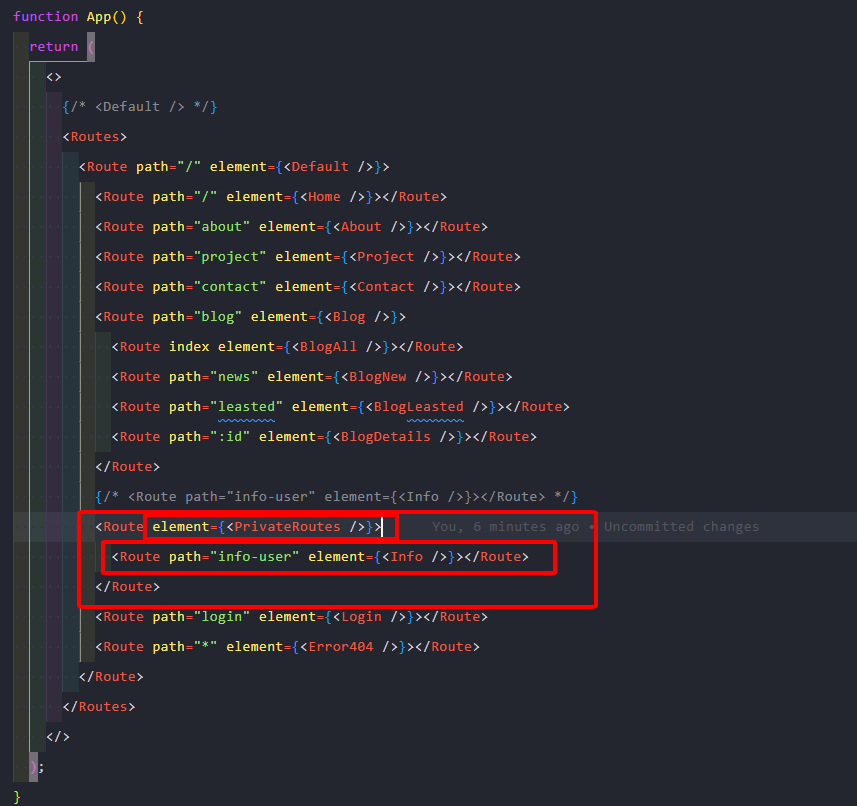 function App() {
return (
<>
{/* <Default /> */}
<Routes>
<Route path="/" element={<Default />}>
<Route path="/" element={<Home />}></Route>
<Route path="about" element={<About />}></Route>
<Route path="project" element={<Project />}></Route>
<Route path="contact" element={<Contact />}></Route>
<Route path="blog" element={<Blog />}>
<Route index element={<BlogAll />}></Route>
<Route path="news" element={<BlogNew />}></Route>
<Route path="leasted" element={<BlogLeasted />}></Route>
<Route path=":id" element={<BlogDetails />}></Route>
</Route>
{/* <Route path="info-user" element={<Info />}></Route> */}
<Route element={<PrivateRoutes />}> You, 6 minutes ago • Uncommitted changes
<Route path="info-user" element={<Info />}></Route>
</Route>
<Route path="login" element={<Login />}></Route>
<Route path="*" element={<Error404 />}></Route>
</Route>
</Routes>
</>
);
}